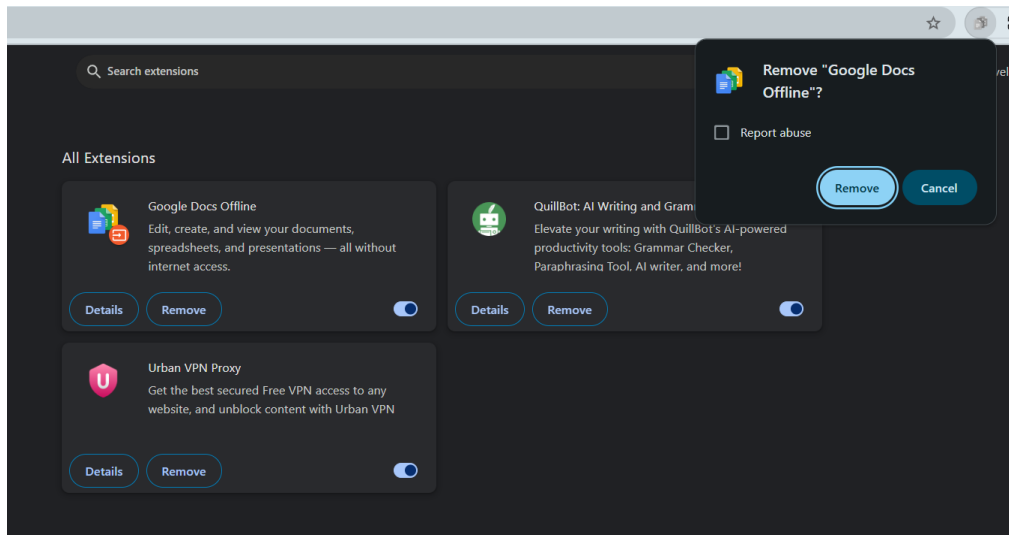 Search extensions
Remove "Google Docs
Offline"?
Report abuse
Remove
Cancel
All Extensions
Google Docs Offline
Edit, create, and view your documents,
spreadsheets, and presentations — all without
internet access.
Details
Remove
QuillBot: AI Writing and Gramm
Elevate your writing with QuillBot's AI-powered
productivity tools: Grammar Checker,
Paraphrasing Tool, AI writer, and more!
Details
Remove
Urban VPN Proxy
Get the best secured Free VPN access to any
website, and unblock content with Urban VPN
Details
Remove